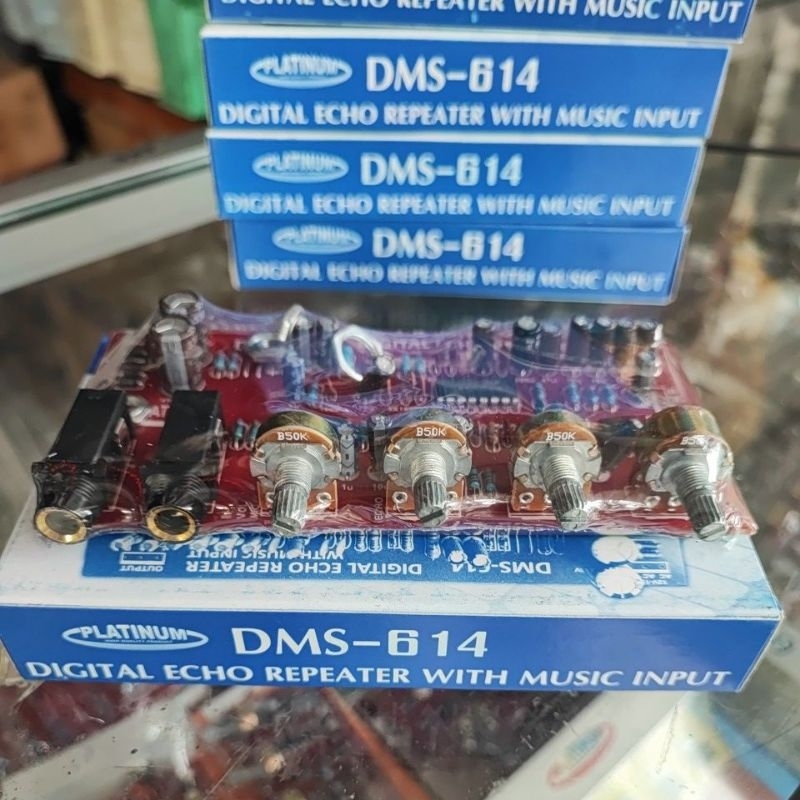 DIGITAL ECHO REPEATER WITH MUSIC INPUT
PLATINUM
DMS-614
DIGITAL ECHO REPEATER WITH MUSIC INPUT
PLATINUM
DMS-614
DIGITAL ECHO REPEATER WITH MUSIC INPUT
PLATINUM
DMS-614
DIGITAL ECHO REPEATER WITH MUSIC INPUT
B50K
B50K
B50K
OUTPUT
DIGITAL ECHO REPEATER
WITH MUSIC INPUT
DMS-614
PLATINUM
DMS-614
DIGITAL ECHO REPEATER WITH MUSIC INPUT